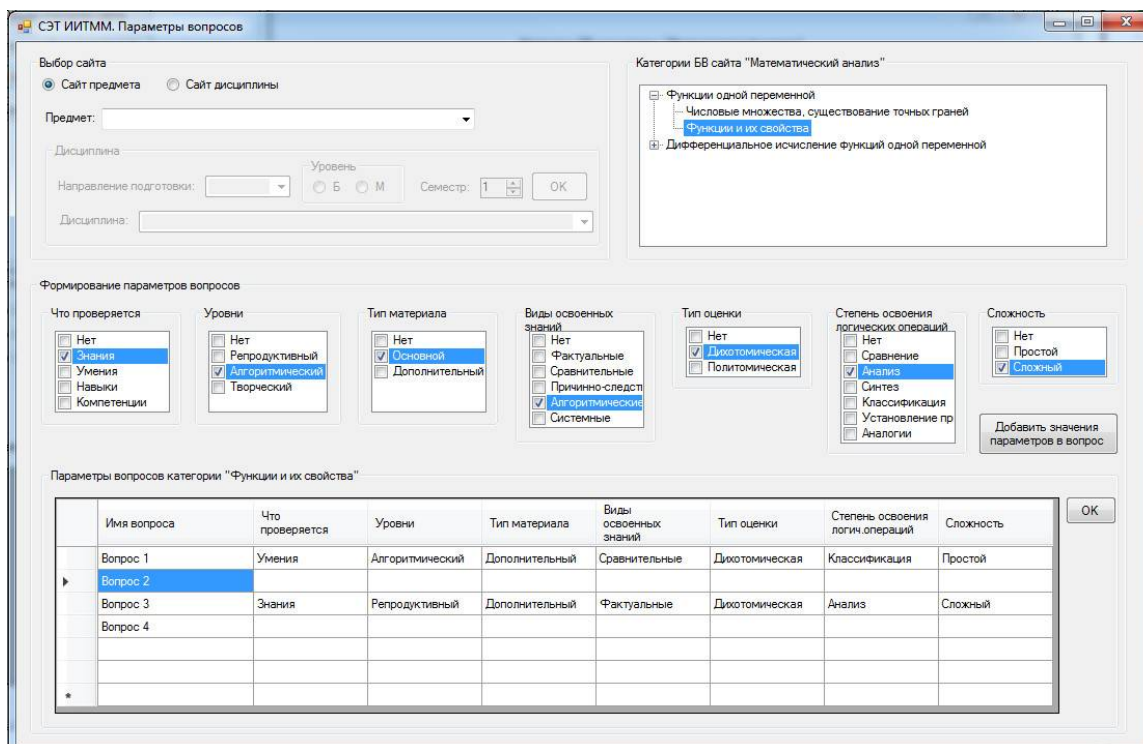 СЭТ ИИТММ. Параметры вопросов
Выбор сайта
Сайт предмета Сайт дисциплины
Предмет:
Дисциплина
Уровень
Направление подготовки: Б М Семестр: 1 OK
Дисциплина:
Категории БВ сайта "Математический анализ"
Функции одной переменной
Числовые множества, существование точных граней
Функции и их свойства
Дифференциальное исчисление функций одной переменной
Формирование параметров вопросов
Что проверяется
Нет
Знания
Умения
Навыки
Компетенции
Уровни
Нет
Репродуктивный
Алгоритмический
Творческий
Тип материала
Нет
Основной
Дополнительный
Виды освоенных
знаний
Нет
Фактуальные
Сравнительные
Причинно-следст
Алгоритмические
Системные
Тип оценки
Нет
Дихотомическая
Политомическая
Степень освоения
логических операций
Нет
Сравнение
Анализ
Синтез
Классификация
Установление пр
Аналогии
Сложность
Нет
Простой
Сложный
Добавить значения
параметров в вопрос
Параметры вопросов категории "Функции и их свойства"
Имя вопроса Что проверяется Уровни Тип материала Виды освоенных знаний Тип оценки Степень освоения логич.операций Сложность
OK
Вопрос 1 Умения Алгоритмический Дополнительный Сравнительные Дихотомическая Классификация Простой
Вопрос 2
Вопрос 3 Знания Репродуктивный Дополнительный Фактуальные Дихотомическая Анализ Сложный
Вопрос 4